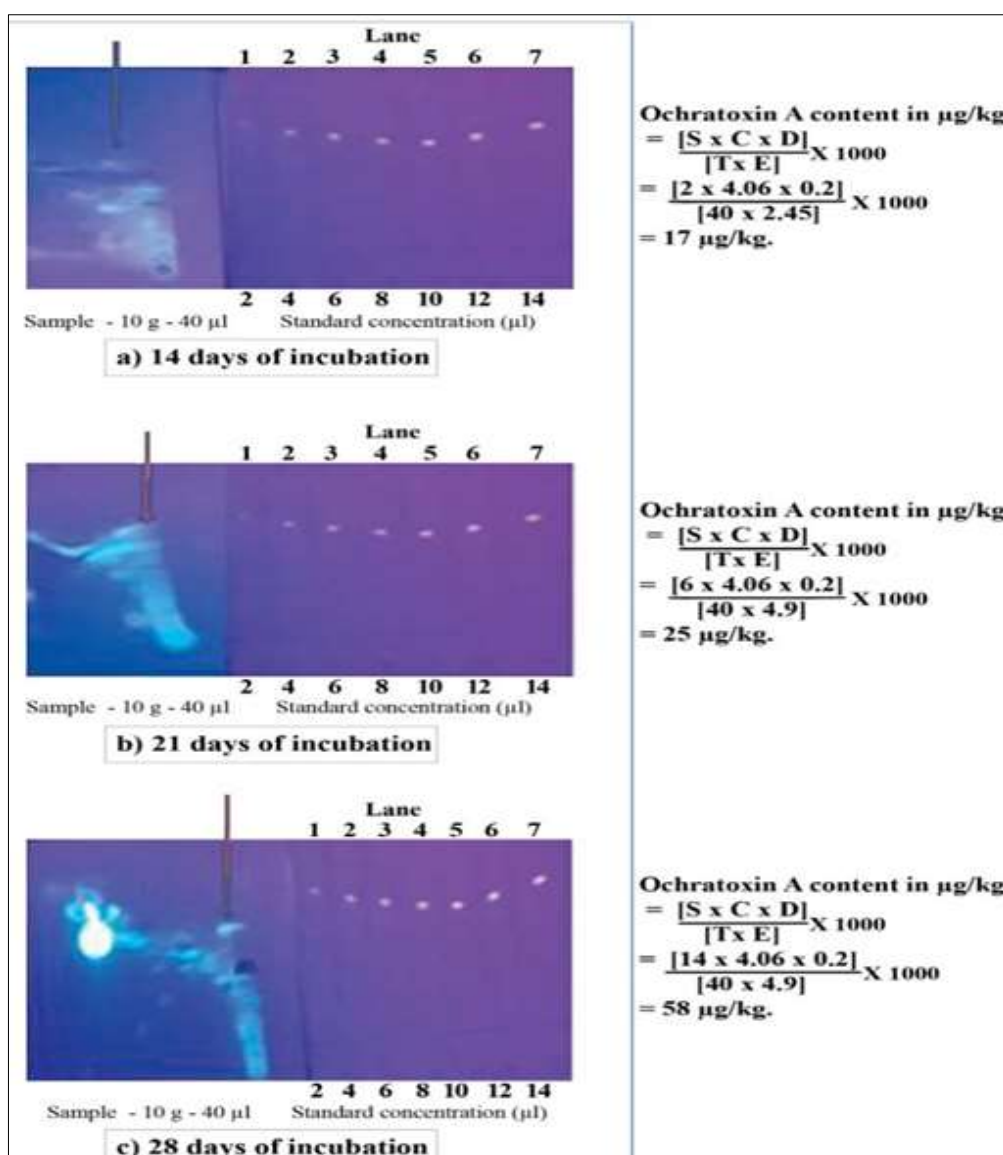 Lane
1 2 3 4 5 6 7
2 4 6 8 10 12 14
Sample - 10 g - 40 µl Standard concentration (µl)
a) 14 days of incubation
Ochratoxin A content in µg/kg
= [S x C x D] X 1000
[Tx E]
= [2 x 4.06 x 0.2] X 1000
[40 x 2.45]
= 17 µg/kg.
Lane
1 2 3 4 5 6 7
2 4 6 8 10 12 14
Sample - 10 g - 40 µl Standard concentration (µl)
b) 21 days of incubation
Ochratoxin A content in µg/kg
= [S x C x D] X 1000
[Tx E]
= [6 x 4.06 x 0.2] X 1000
[40 x 4.9]
= 25 µg/kg.
Lane
1 2 3 4 5 6 7
2 4 6 8 10 12 14
Sample - 10 g - 40 µl Standard concentration (µl)
c) 28 days of incubation
Ochratoxin A content in µg/kg
= [S x C x D] X 1000
[Tx E]
= [14 x 4.06 x 0.2] X 1000
[40 x 4.9]
= 58 µg/kg.